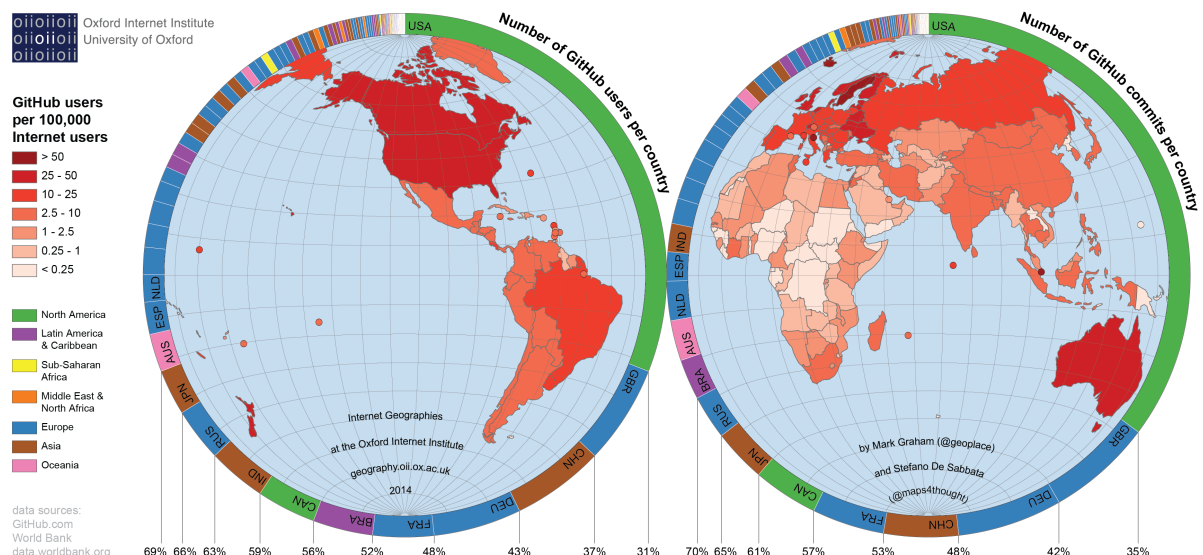 oiioiioii
oiioiioii
oiioiioii
Oxford Internet Institute
University of Oxford
GitHub users
per 100,000
Internet users
> 50
25 - 50
10 - 25
2.5 - 10
1 - 2.5
0.25 - 1
< 0.25
North America
Latin America
& Caribbean
Sub-Saharan
Africa
Middle East &
North Africa
Europe
Asia
Oceania
data sources:
GitHub.com
World Bank
data.worldbank.org
Number of GitHub users per country
USA
GBR
CHN
DEU
FRA
BRA
CAN
IND
RUS
JPN
AUS
ESP
NLD
Internet Geographies
at the Oxford Internet Institute
geography.oii.ox.ac.uk
2014
69% 66% 63% 59% 56% 52% 48% 43% 37% 31%
Number of GitHub commits per country
USA
GBR
DEU
CHN
FRA
CAN
JPN
RUS
BRA
AUS
NLD
ESP
IND
by Mark Graham (@geoplace)
and Stefano De Sabbata
(@maps4thought)
70% 65% 61% 57% 53% 48% 42% 35%